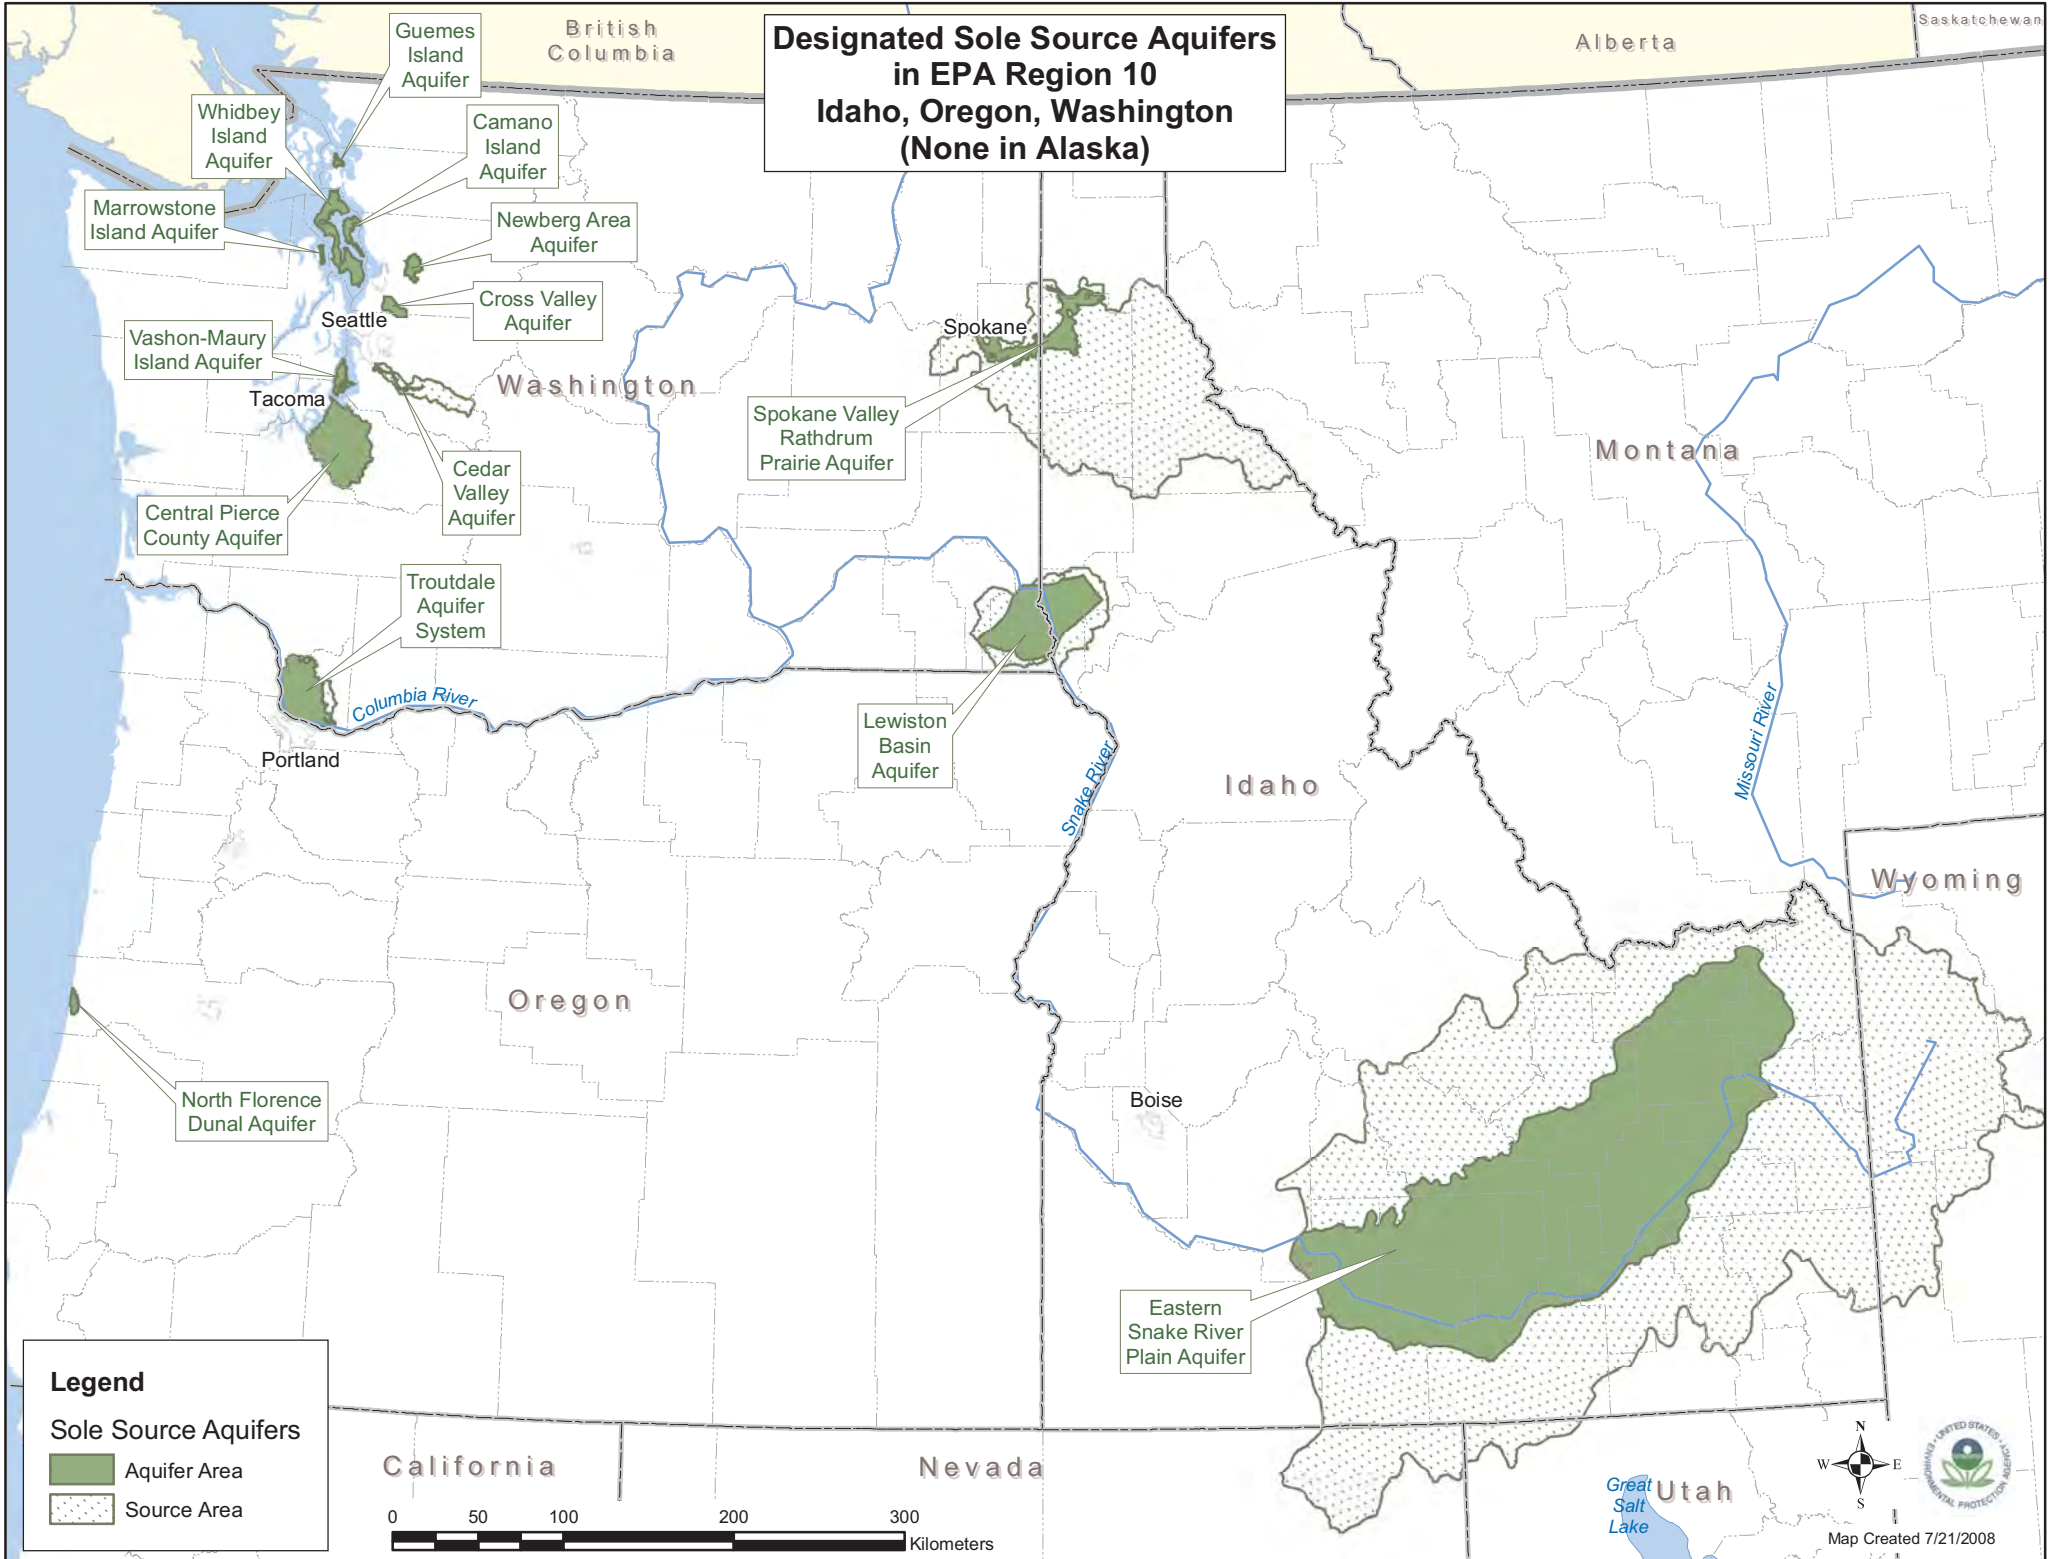 Designated Sole Source Aquifers
in EPA Region 10
Idaho, Oregon, Washington
(None in Alaska)
British
Columbia
Alberta
Saskatchewan
Guemes
Island
Aquifer
Whidbey
Island
Aquifer
Camano
Island
Aquifer
Marrowstone
Island Aquifer
Newberg Area
Aquifer
Cross Valley
Aquifer
Seattle
Vashon-Maury
Island Aquifer
Tacoma
Washington
Spokane
Spokane Valley
Rathdrum
Prairie Aquifer
Montana
Cedar
Valley
Aquifer
Central Pierce
County Aquifer
Troutdale
Aquifer
System
Columbia River
Portland
Lewiston
Basin
Aquifer
Snake River
Idaho
Missouri River
Wyoming
Oregon
North Florence
Dunal Aquifer
Boise
Eastern
Snake River
Plain Aquifer
Legend
Sole Source Aquifers
Aquifer Area
Source Area
California
Nevada
Utah
Great
Salt
Lake
0 50 100 200 300
Kilometers
N
W E
S
UNITED STATES
ENVIRONMENTAL PROTECTION AGENCY
Map Created 7/21/2008